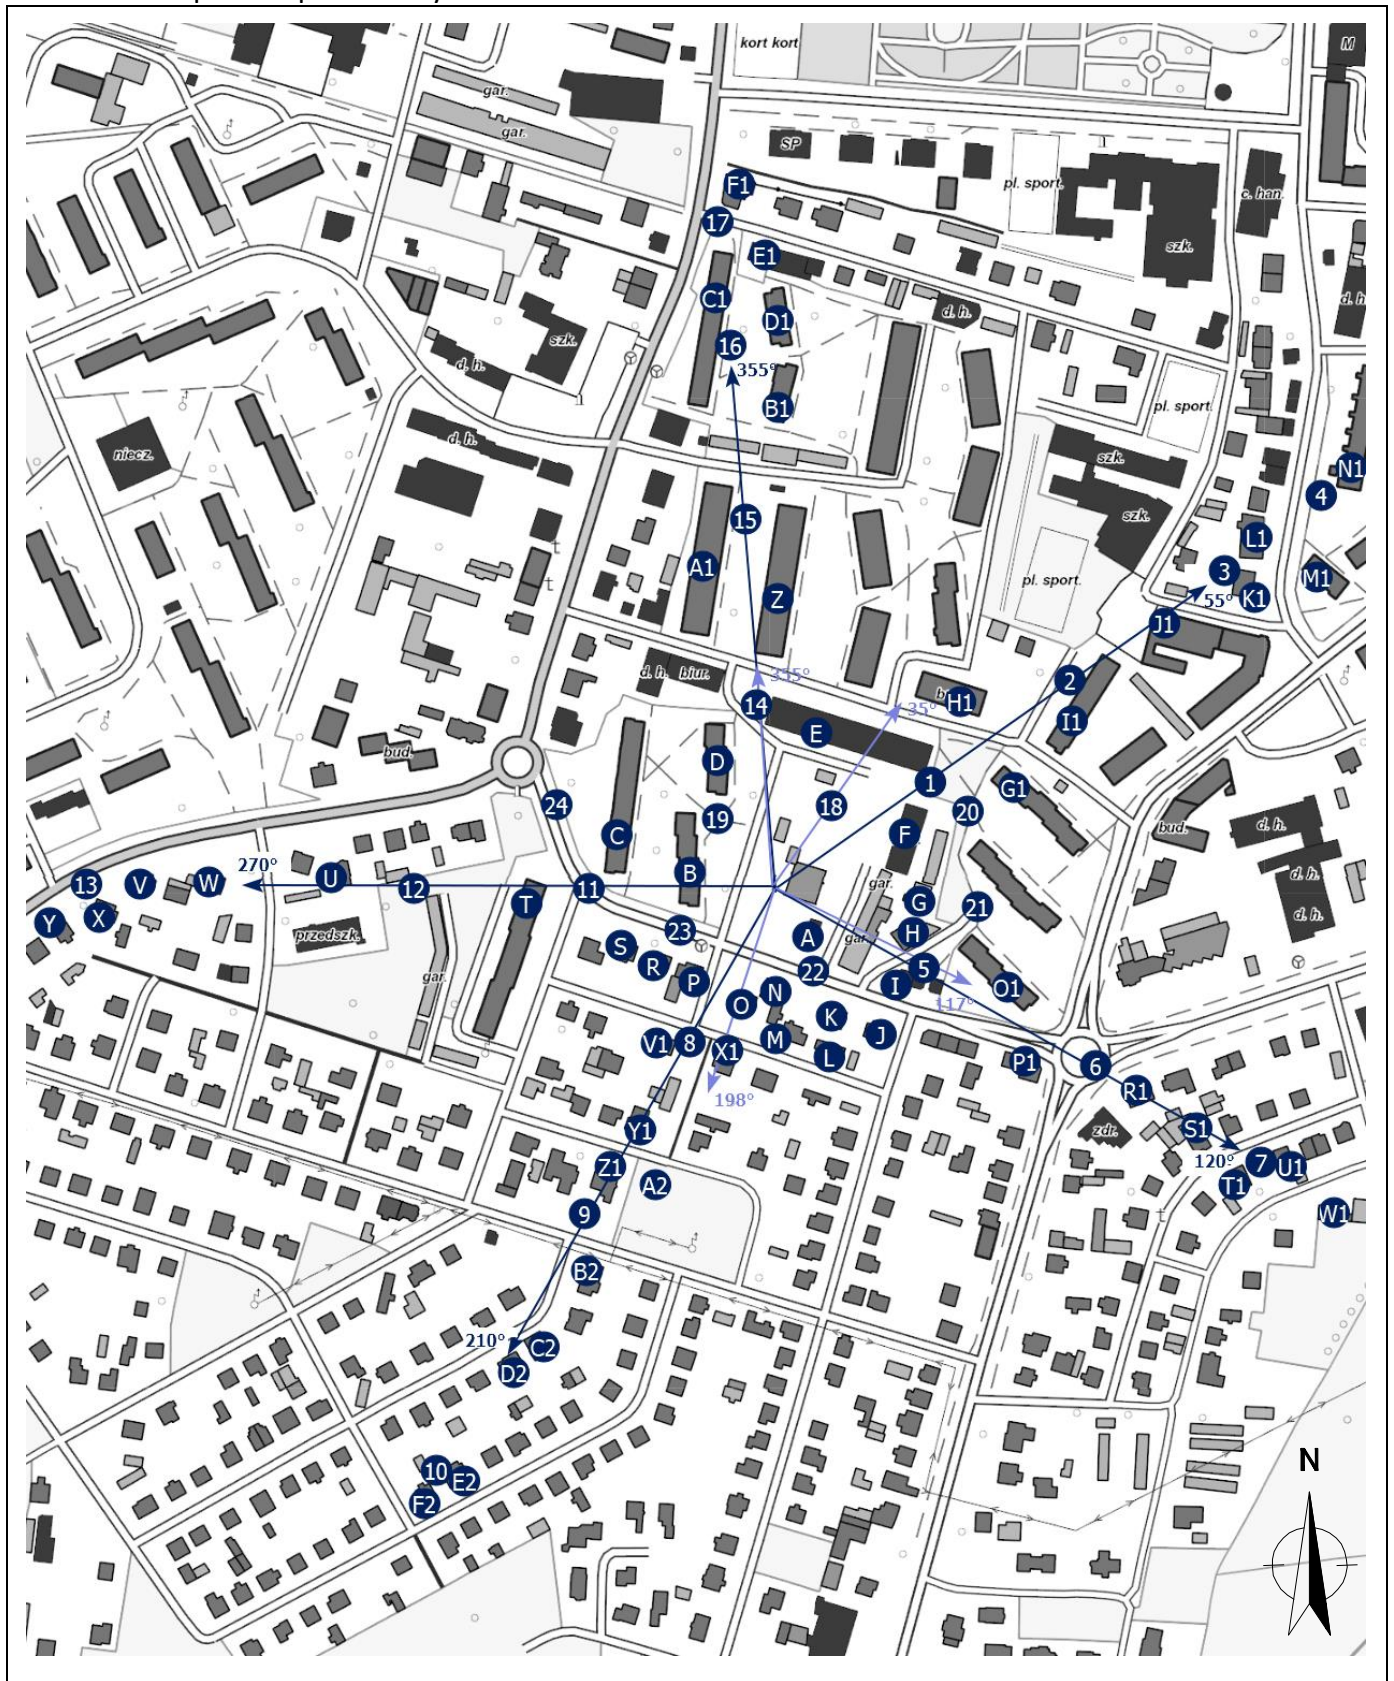 kort kort
M
gar.
gar.
SP
pl. sport.
c. han.
szk.
F1
17
E1
C1
D1
d. h.
d. h.
szk.
16
355°
d. h.
B1
pl. sport.
d. h.
niecz.
szk.
N1
4
15
szk.
L1
t
A1
pl. sport.
3
M1
t
Z
55°
K1
J1
d. h. biur.
355°
2
14
35°
H1
I1
E
bud.
D
1
G1
24
18
20
19
F
bud.
d. h.
C
d. h.
270°
B
gar.
13 V W U 12
11
T
G
21
d. h.
Y X
A
H
przedszk.
23
gar.
S
R
22
5
gar.
P
I
O1
N
O
117°
K
J
V1 8
M
X1
L
P1
6
R1
198°
Y1
zdr.
S1
120°
7 U1
Z1
A2
T1
9
t
W1
B2
210°
C2
D2
N
10
E2
F2